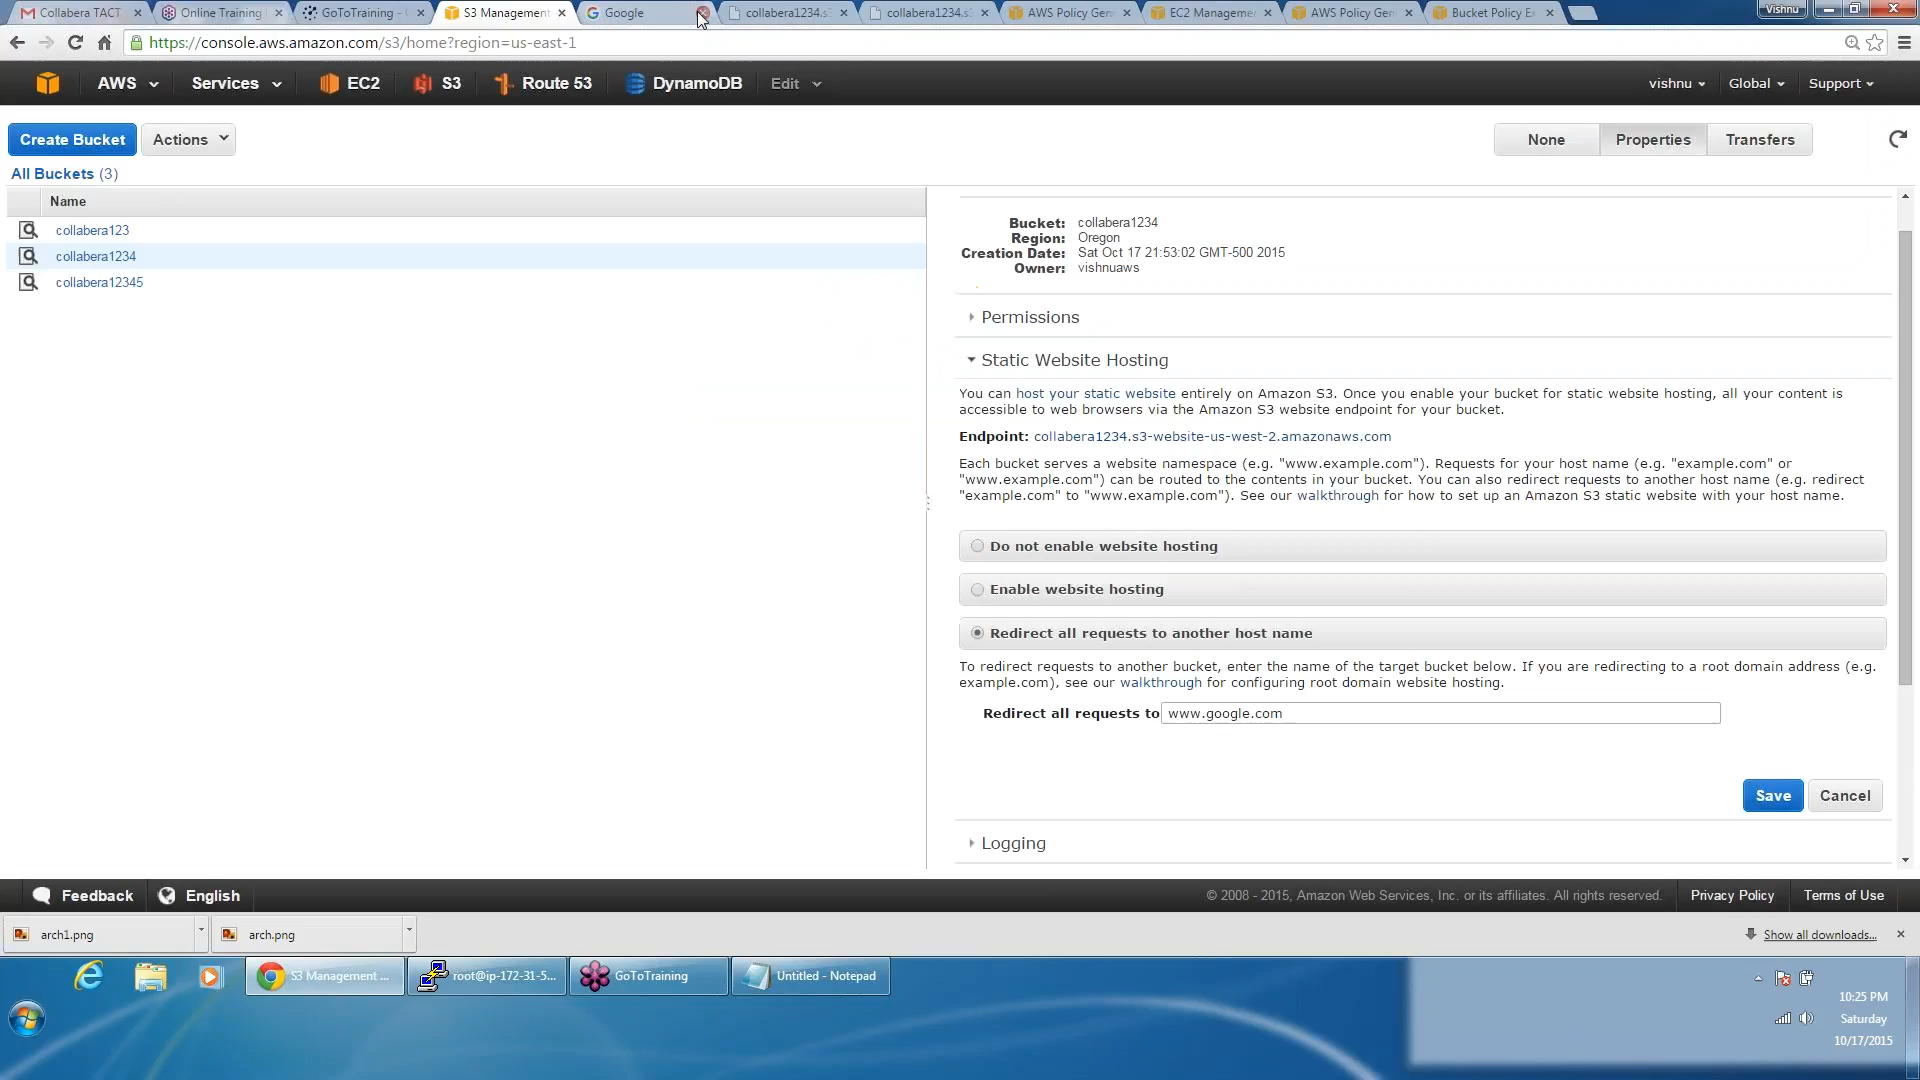 Collabera TACT
Online Training
GoToTraining -
S3 Management
Google
collabera1234.s
collabera1234.s
AWS Policy Gen
EC2 Manageme
AWS Policy Gen
Bucket Policy E
Vishnu
https://console.aws.amazon.com/s3/home?region=us-east-1
AWS Services EC2 S3 Route 53 DynamoDB Edit vishnu Global Support
Create Bucket Actions None Properties Transfers
All Buckets (3)
Name
collabera123
collabera1234
collabera12345
Bucket: collabera1234
Region: Oregon
Creation Date: Sat Oct 17 21:53:02 GMT-500 2015
Owner: vishnuaws
Permissions
Static Website Hosting
You can host your static website entirely on Amazon S3. Once you enable your bucket for static website hosting, all your content is
accessible to web browsers via the Amazon S3 website endpoint for your bucket.
Endpoint: collabera1234.s3-website-us-west-2.amazonaws.com
Each bucket serves a website namespace (e.g. "www.example.com"). Requests for your host name (e.g. "example.com" or
"www.example.com") can be routed to the contents in your bucket. You can also redirect requests to another host name (e.g. redirect
"example.com" to "www.example.com"). See our walkthrough for how to set up an Amazon S3 static website with your host name.
Do not enable website hosting
Enable website hosting
Redirect all requests to another host name
To redirect requests to another bucket, enter the name of the target bucket below. If you are redirecting to a root domain address (e.g.
example.com), see our walkthrough for configuring root domain website hosting.
Redirect all requests to www.google.com
Save Cancel
Logging
Feedback English © 2008 - 2015, Amazon Web Services, Inc. or its affiliates. All rights reserved. Privacy Policy Terms of Use
arch1.png arch.png Show all downloads...
S3 Management ... root@ip-172-31-5... GoToTraining Untitled - Notepad
10:25 PM
Saturday
10/17/2015